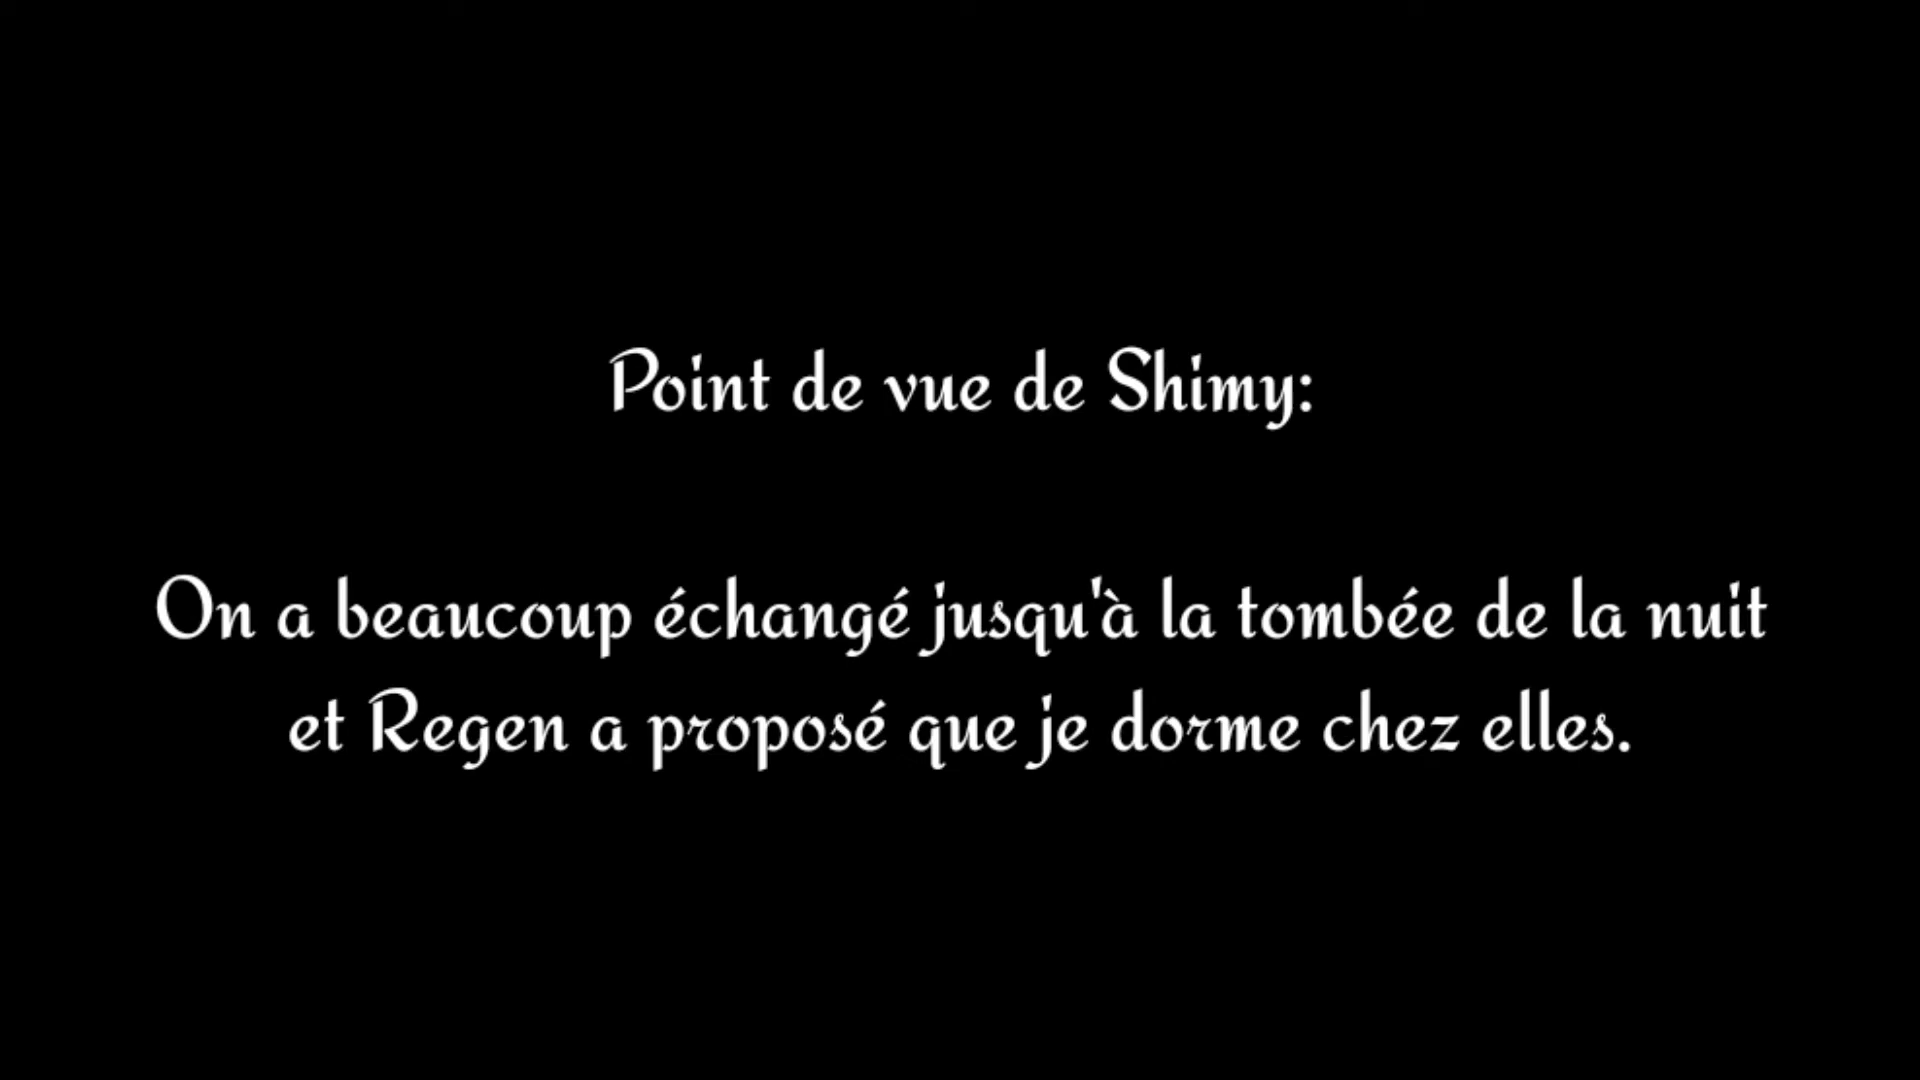 Point de vue de Shimy:
On a beaucoup échangé jusqu'à la tombée de la nuit
et Regen a proposé que je dorme chez elles.